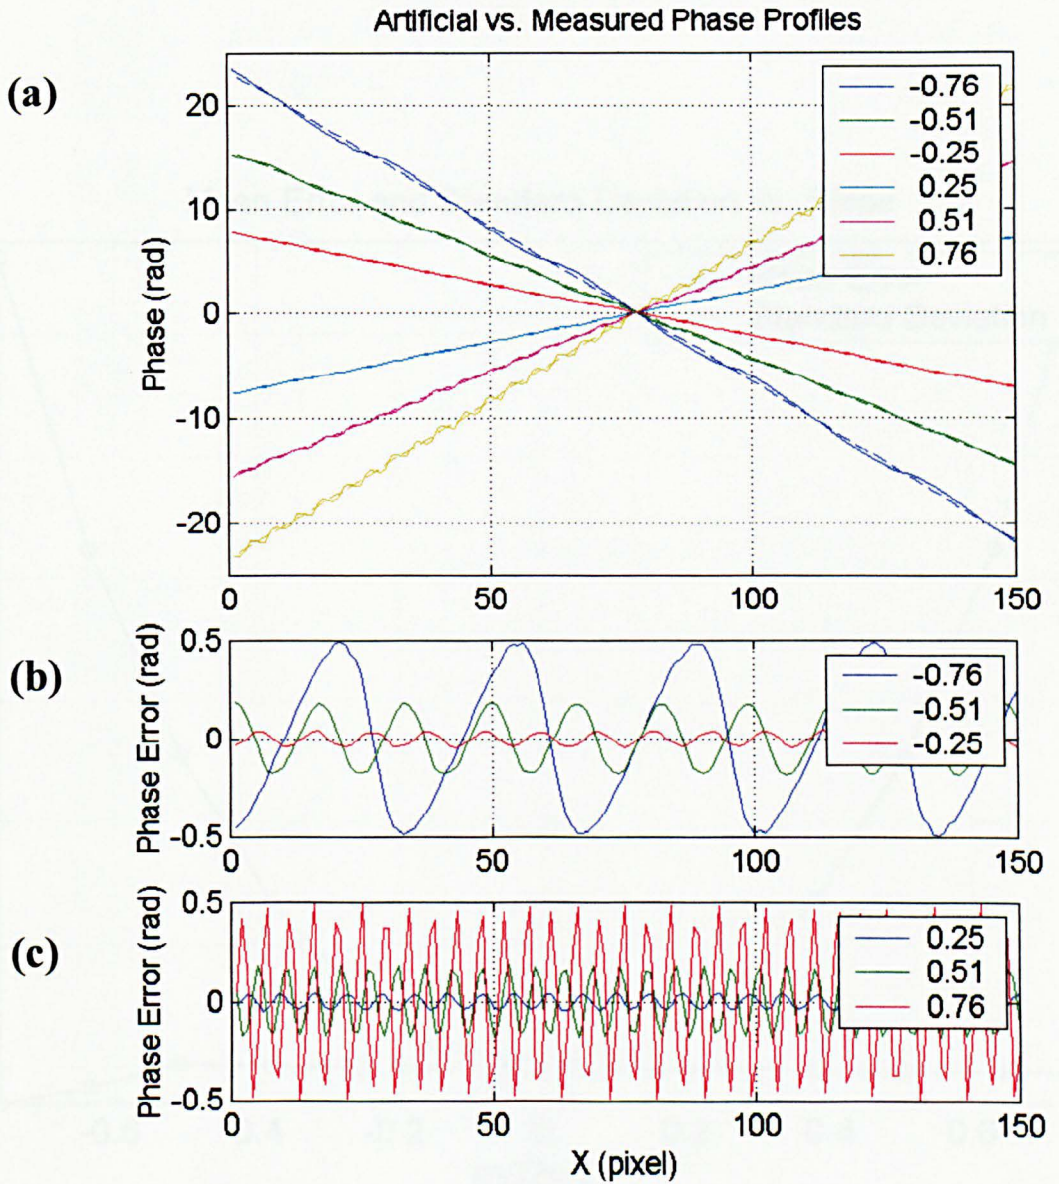 Artificial vs. Measured Phase Profiles
(a)
Phase (rad)
20
10
0
-10
-20
-0.76
-0.51
-0.25
0.25
0.51
0.76
0 50 100 150
(b)
Phase Error (rad)
0.5
0
-0.5
-0.76
-0.51
-0.25
0 50 100 150
(c)
Phase Error (rad)
0.5
0
-0.5
0.25
0.51
0.76
0 50 100 150
X (pixel)